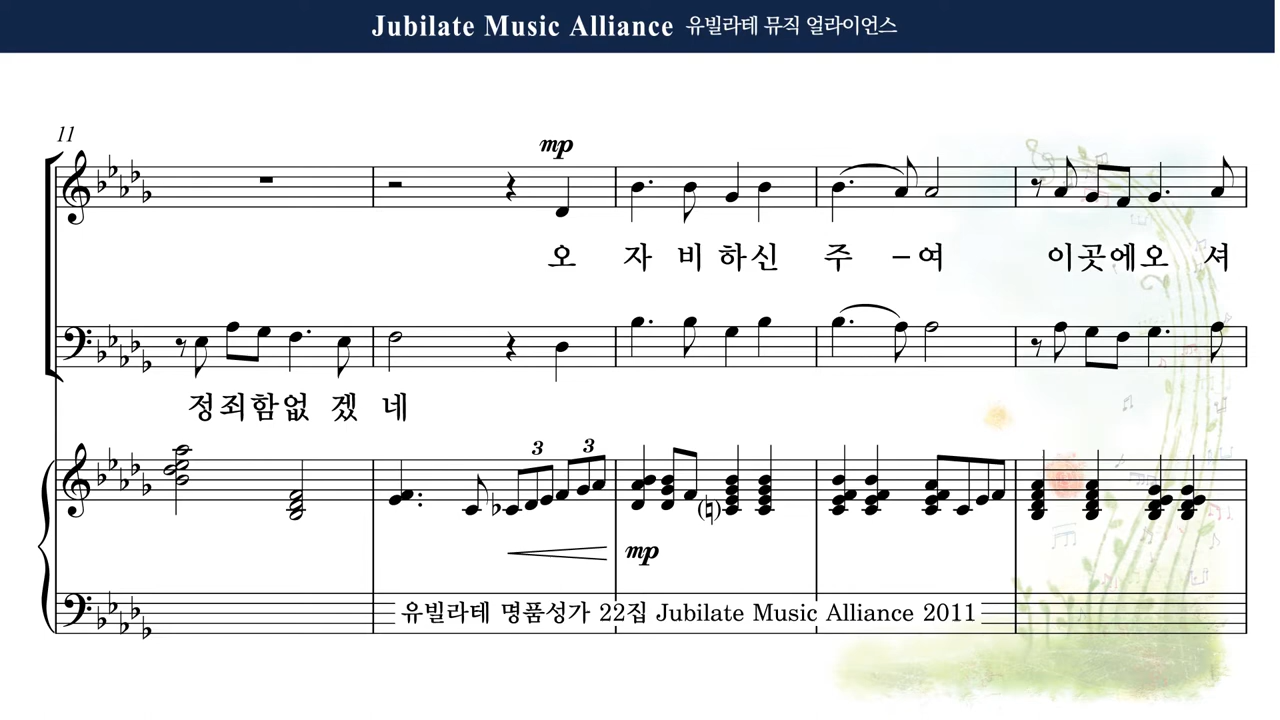 Jubilate Music Alliance 유빌라테 뮤직 얼라이언스
11
mp
오 자 비 하신 주 –여 이곳에오 셔
정죄함없 겠 네
3 3
mp
유빌라테 명품성가 22집 Jubilate Music Alliance 2011